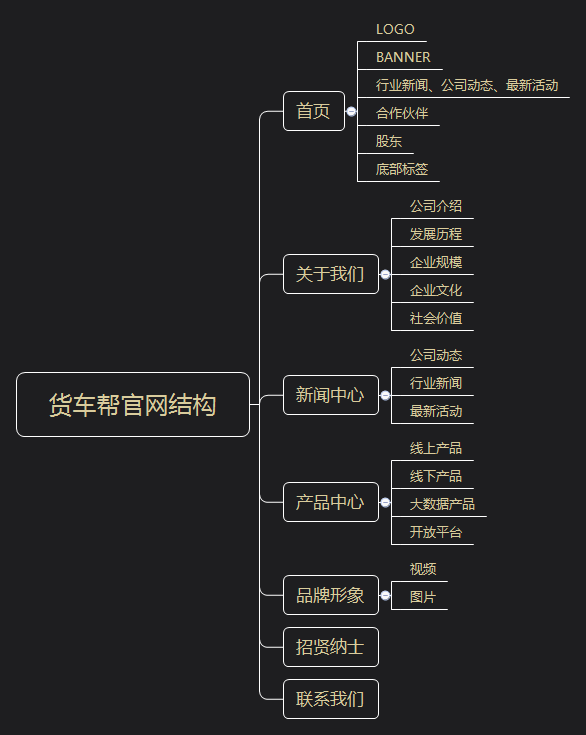 货车帮官网结构
首页
LOGO
BANNER
行业新闻、公司动态、最新活动
合作伙伴
股东
底部标签
关于我们
公司介绍
发展历程
企业规模
企业文化
社会价值
新闻中心
公司动态
行业新闻
最新活动
产品中心
线上产品
线下产品
大数据产品
开放平台
品牌形象
视频
图片
招贤纳士
联系我们